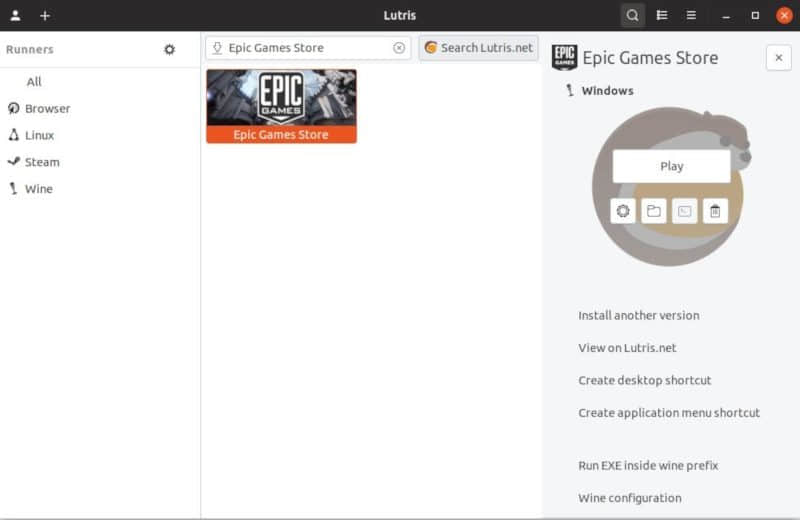 Lutris
Runners
All
Browser
Linux
Steam
Wine
Epic Games Store
Search Lutris.net
EPIC
GAMES
Epic Games Store
EPIC
GAMES
Epic Games Store
Windows
Play
Install another version
View on Lutris.net
Create desktop shortcut
Create application menu shortcut
Run EXE inside wine prefix
Wine configuration